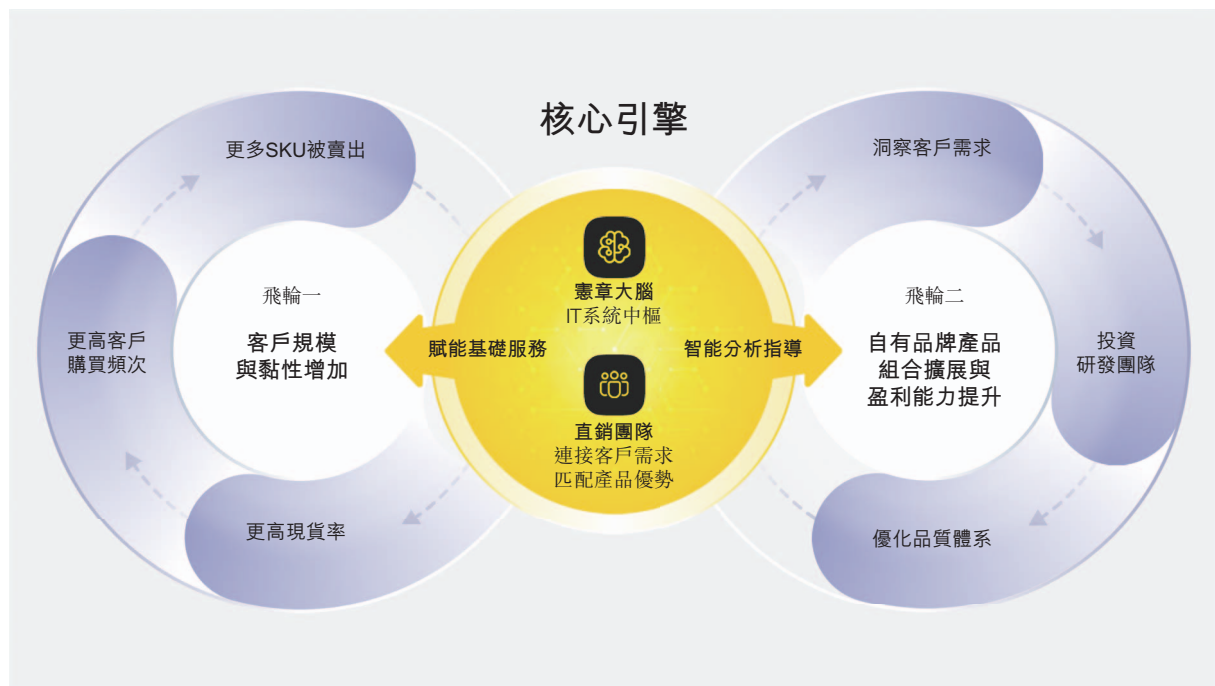 核心引擎
更多SKU被賣出
更高客戶
購買頻次
更高現貨率
飛輪一
客戶規模
與黏性增加
賦能基礎服務
憲章大腦
IT系統中樞
直銷團隊
連接客戶需求
匹配產品優勢
智能分析指導
飛輪二
自有品牌產品
組合擴展與
盈利能力提升
洞察客戶需求
投資
研發團隊
優化品質體系